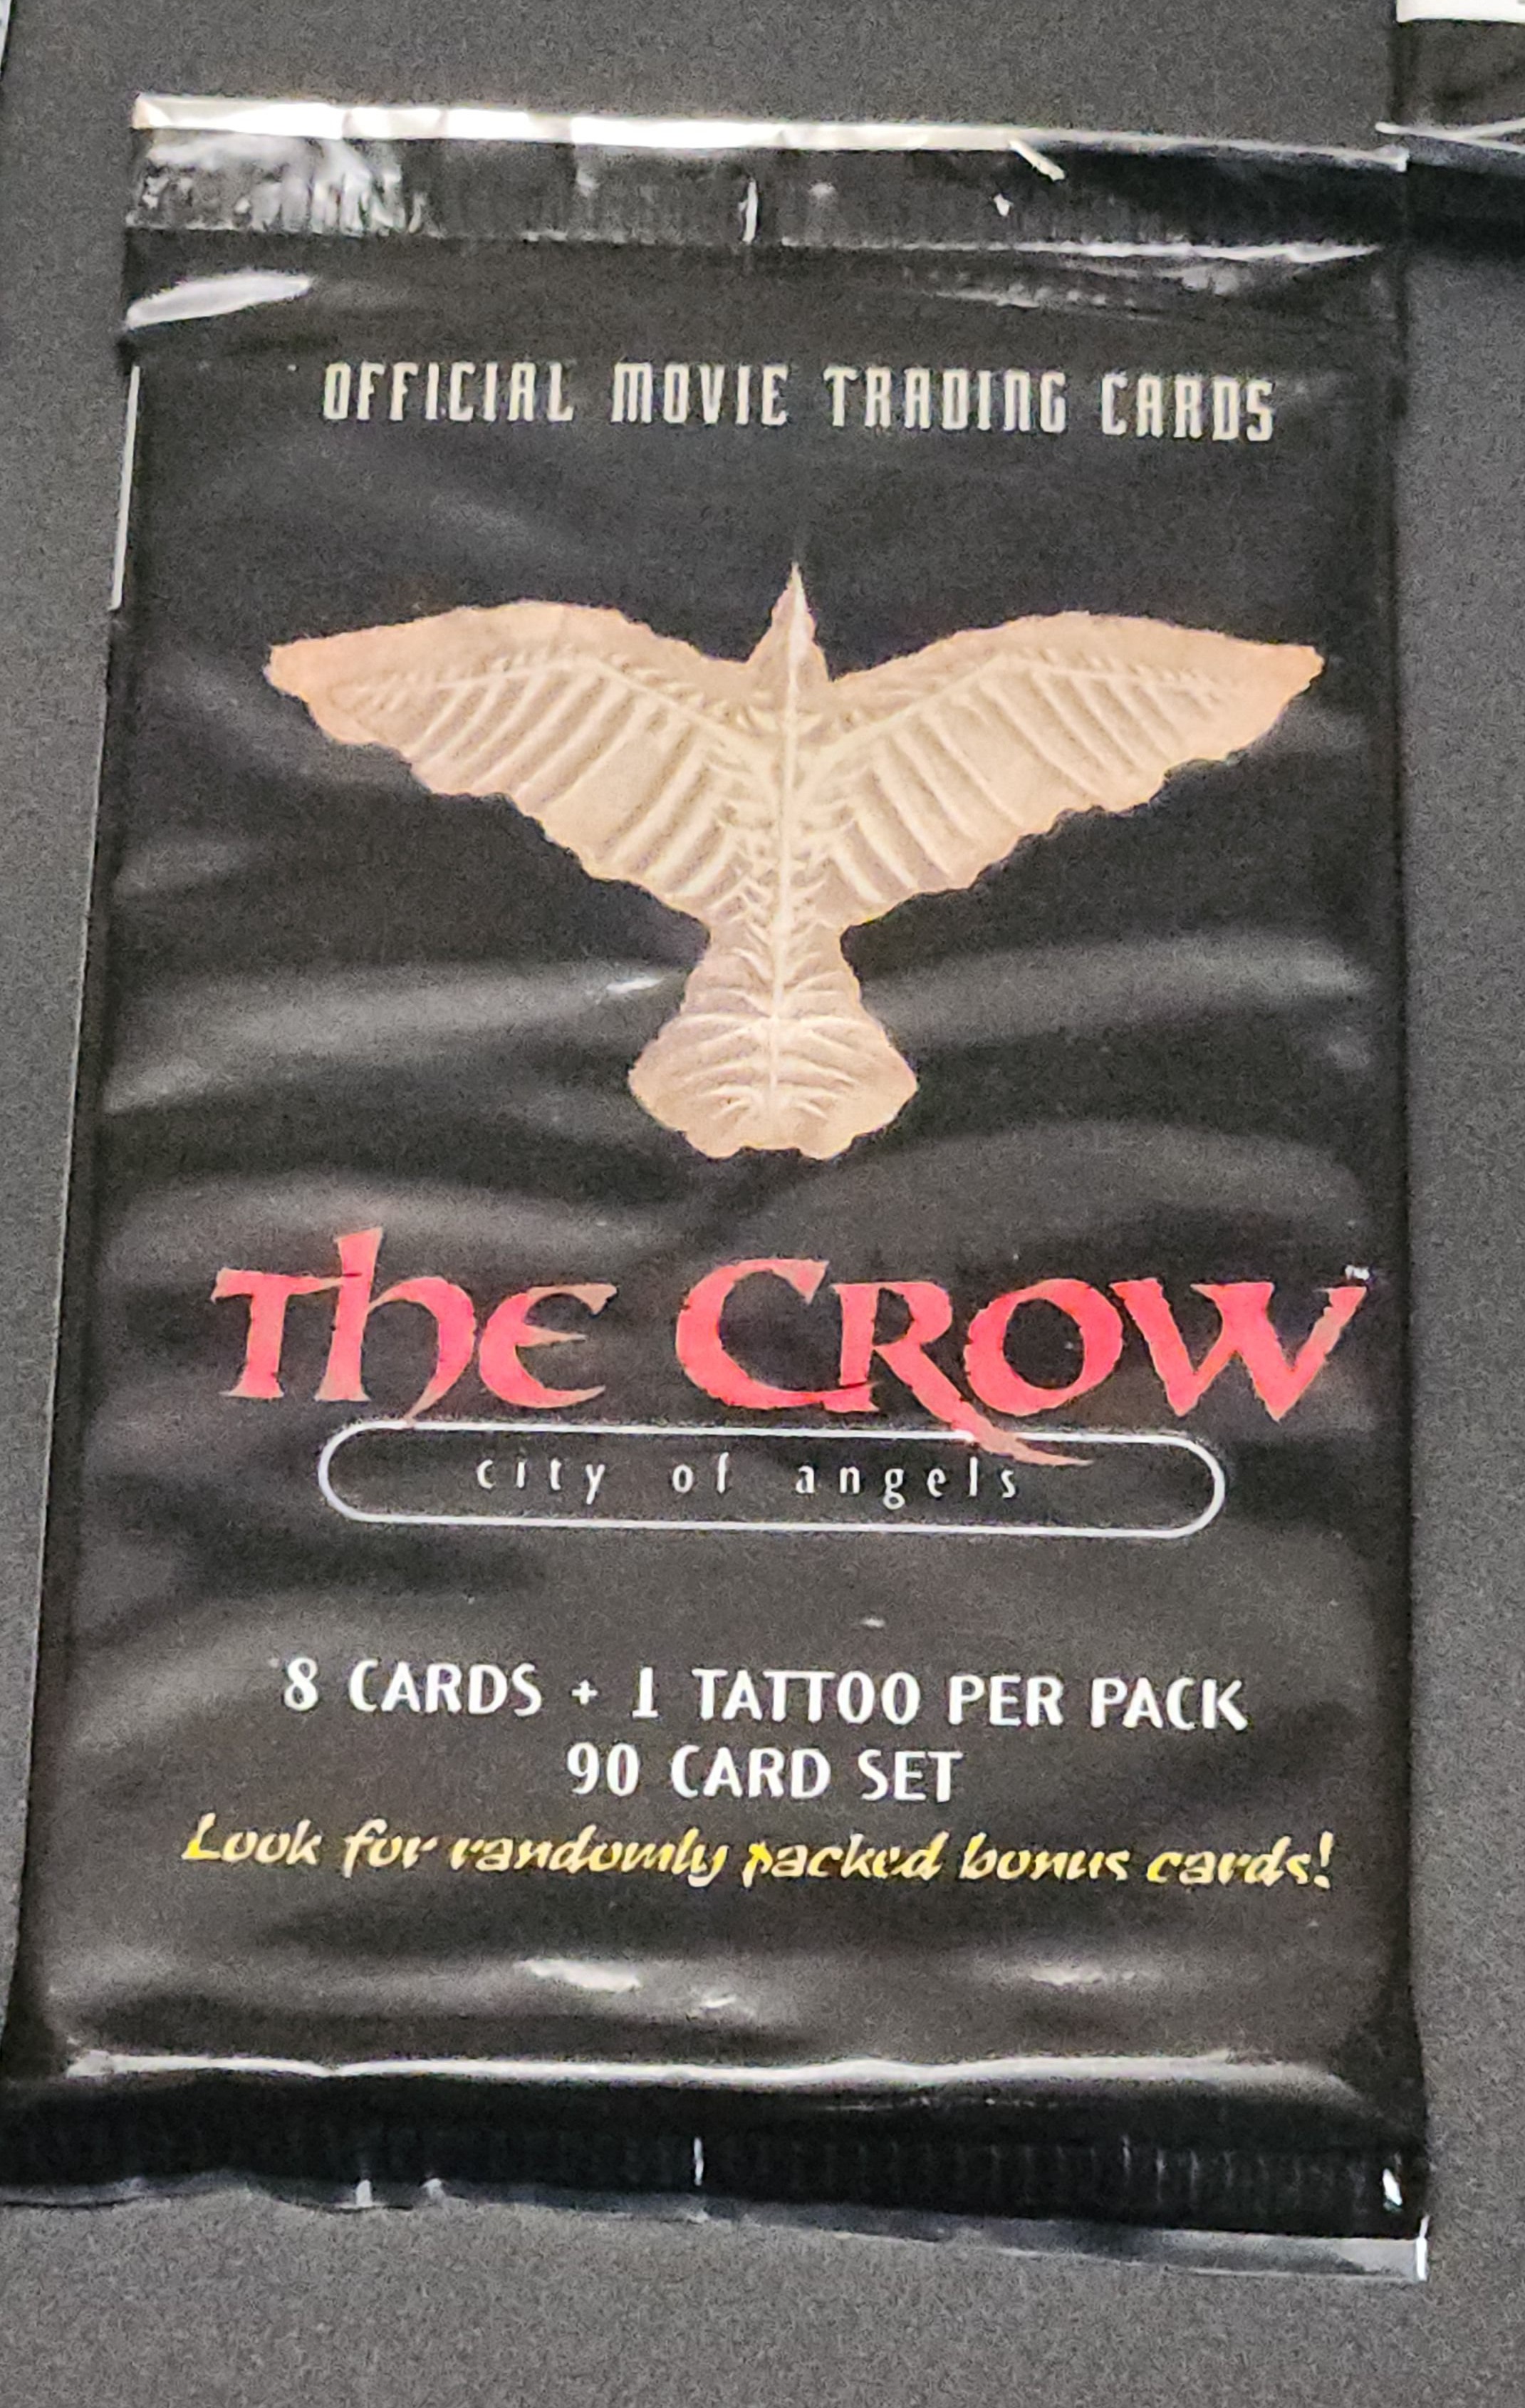 OFFICIAL MOVIE TRADING CARDS
The CROW™
city of angels
8 CARDS + 1 TATTOO PER PACK
90 CARD SET
Look for randomly packed bonus cards!